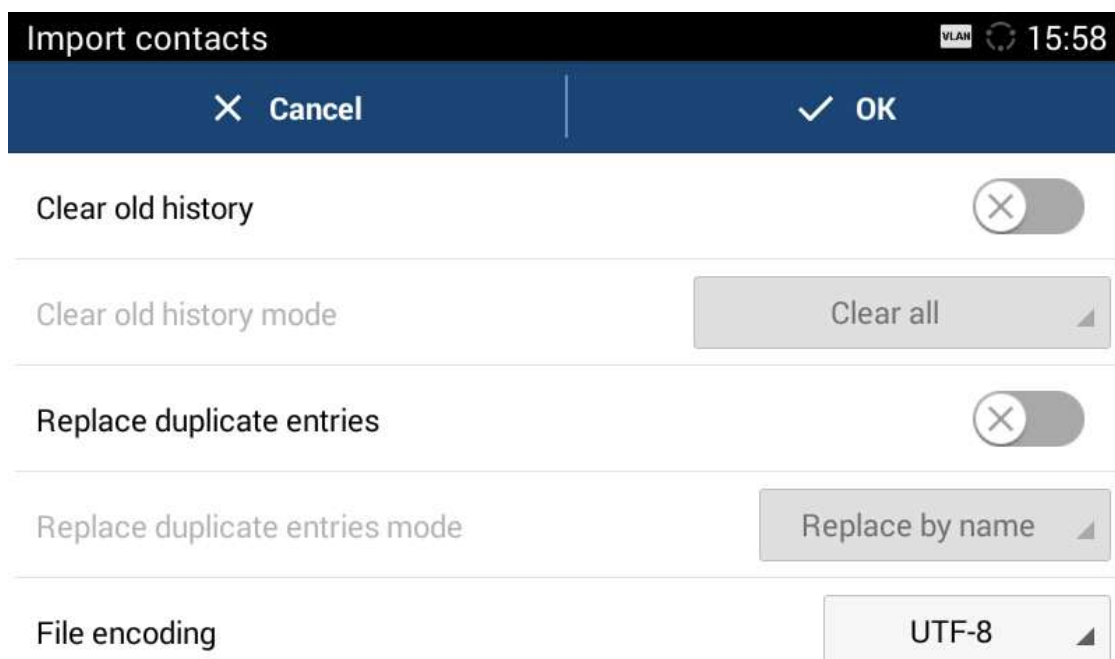 Import contacts VLAN 15:58
Cancel OK
Clear old history
Clear old history mode Clear all
Replace duplicate entries
Replace duplicate entries mode Replace by name
File encoding UTF-8